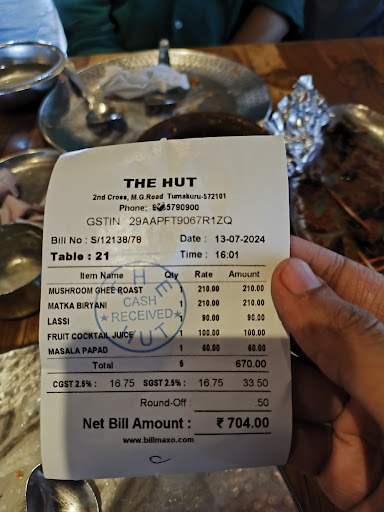 THE HUT
2nd Cross, M.G.Road Tumakuru-572101
Phone: 5790900
GSTIN 29AAPFT9067R1ZQ
Bill No : S/12138/78 Date : 13-07-2024
Table : 21 Time : 16:01
Item Name Qty Rate Amount
MUSHROOM GHEE ROAST 210.00 210.00
MATKA BIRYANI 1 210.00 210.00
LASSI 1 90.00 90.00
FRUIT COCKTAIL JUICE 1 100.00 100.00
MASALA PAPAD 1 60.00 60.00
Total 5 670.00
CGST 2.5% : 16.75 SGST 2.5% : 16.75 33.50
Round-Off : 50
Net Bill Amount : ₹ 704.00
www.billmaxo.com
THE HUT
CASH
★ RECEIVED ★